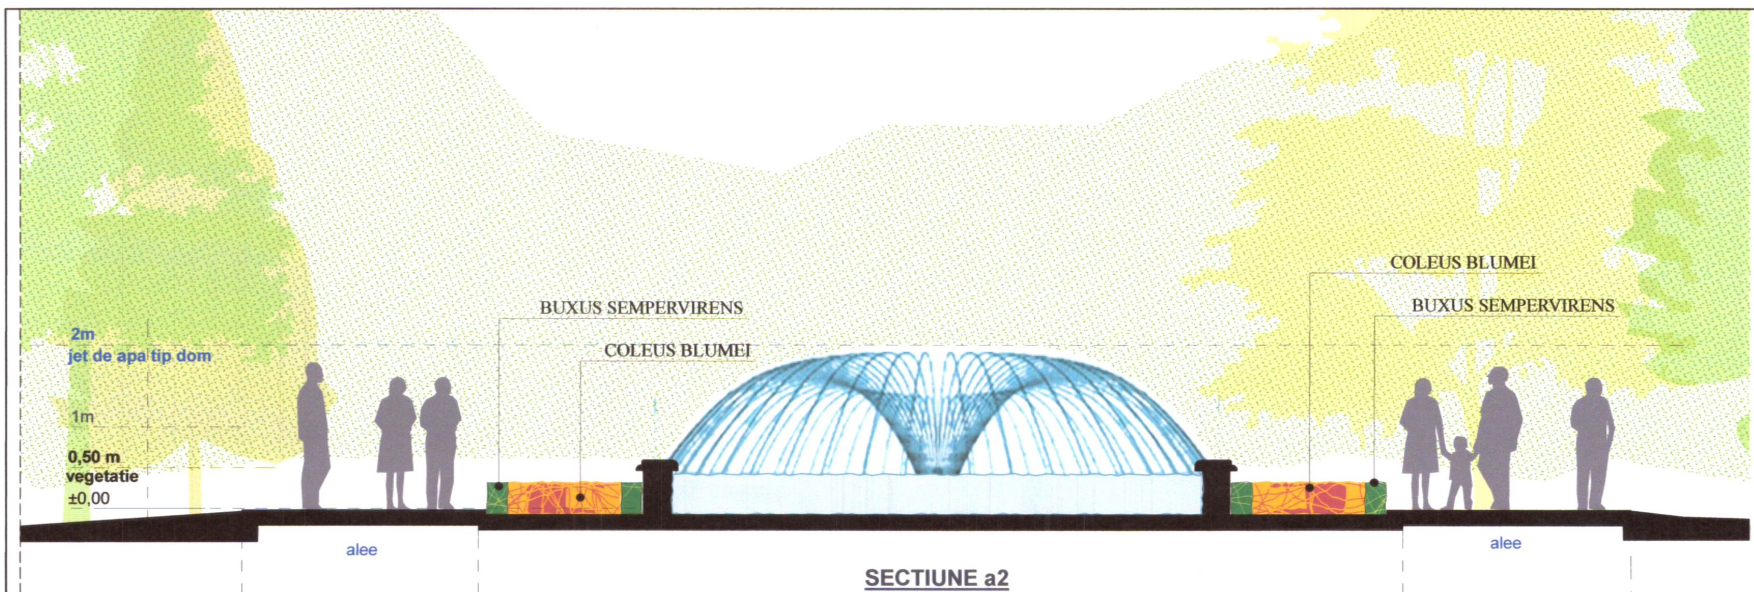 COLEUS BLUMEI
BUXUS SEMPERVIRENS
BUXUS SEMPERVIRENS
2m
jet de apa tip dom
COLEUS BLUMEI
1m
0,50 m
vegetatie
±0,00
alee
alee
SECTIUNE a2